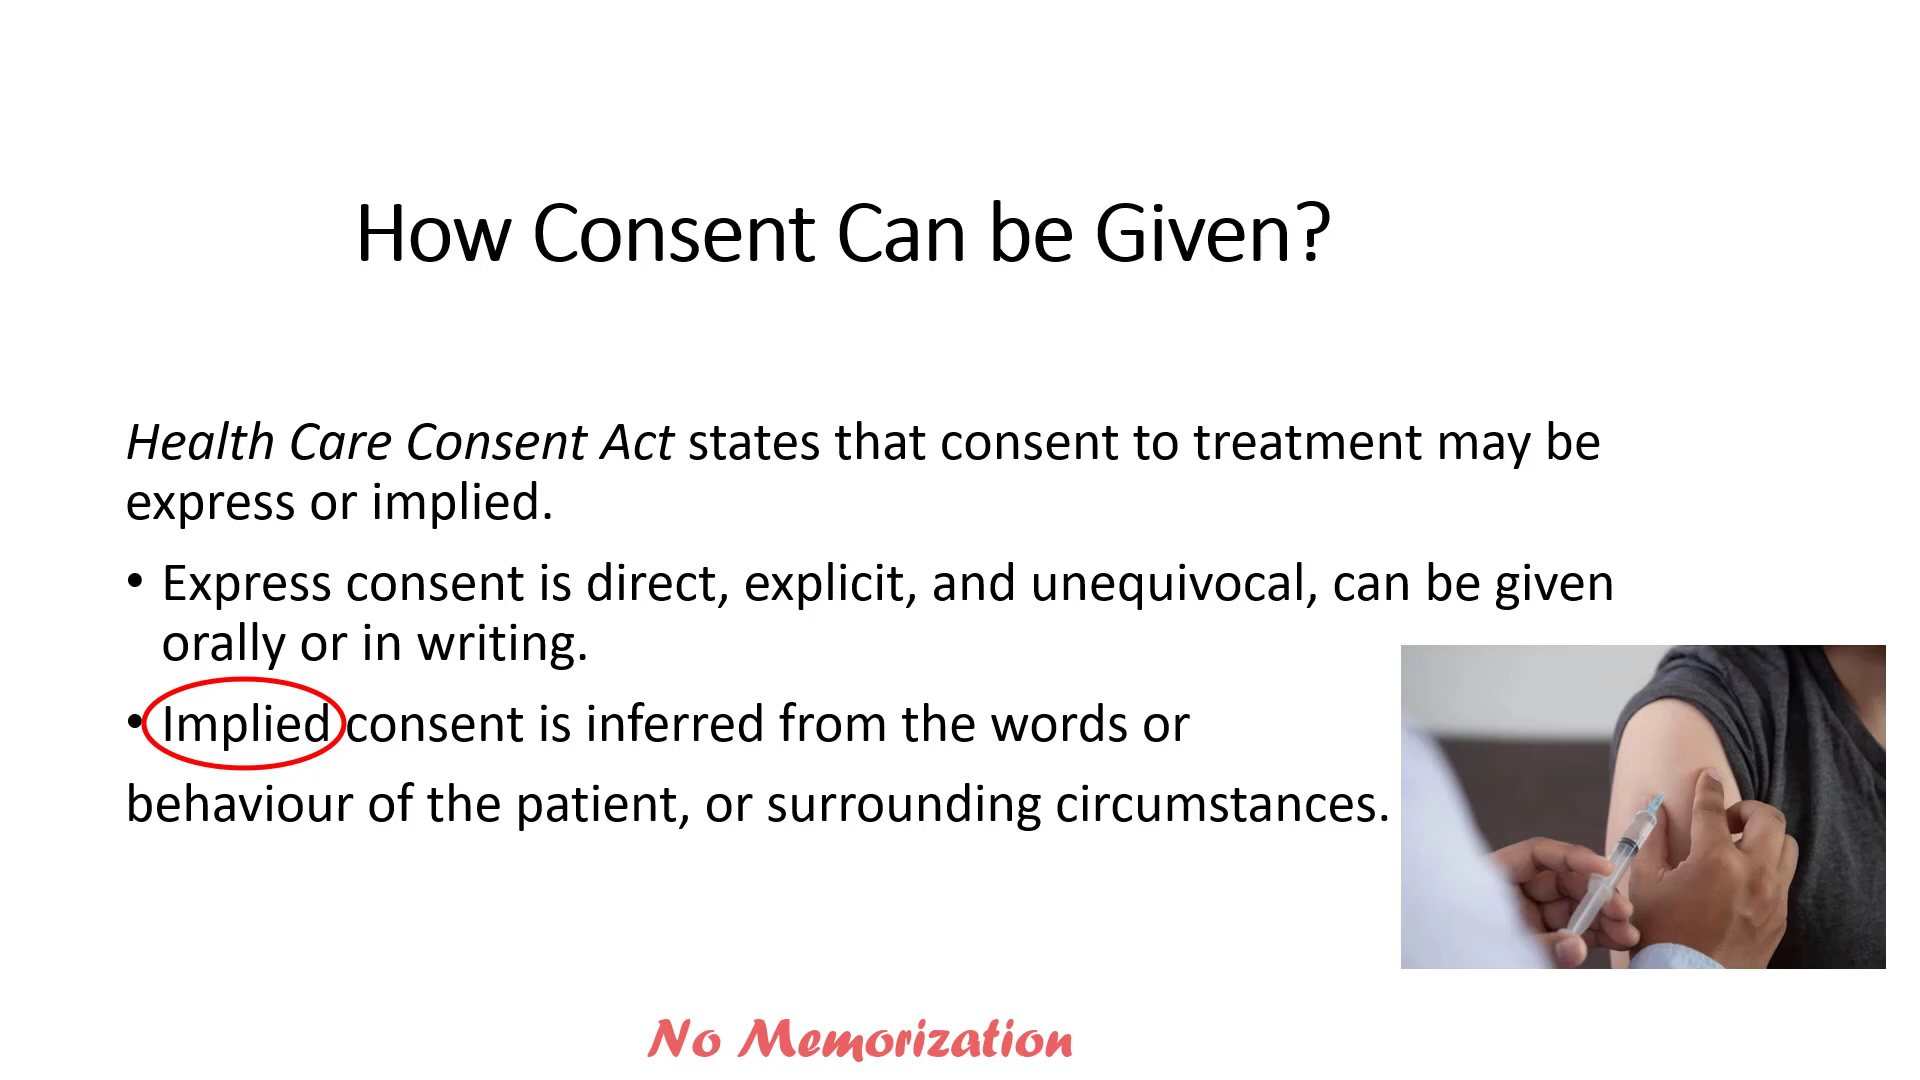 How Consent Can be Given?
Health Care Consent Act states that consent to treatment may be
express or implied.
• Express consent is direct, explicit, and unequivocal, can be given
orally or in writing.
• Implied consent is inferred from the words or
behaviour of the patient, or surrounding circumstances.
No Memorization